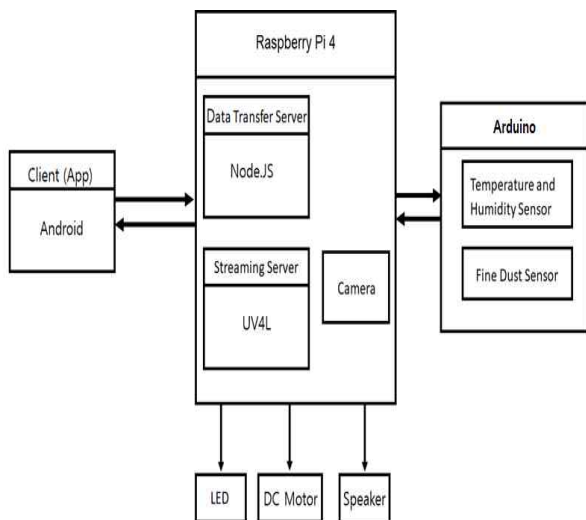 Raspberry Pi 4
Data Transfer Server
Node.JS
Streaming Server
UV4L
Camera
Client (App)
Android
Arduino
Temperature and
Humidity Sensor
Fine Dust Sensor
LED
DC Motor
Speaker